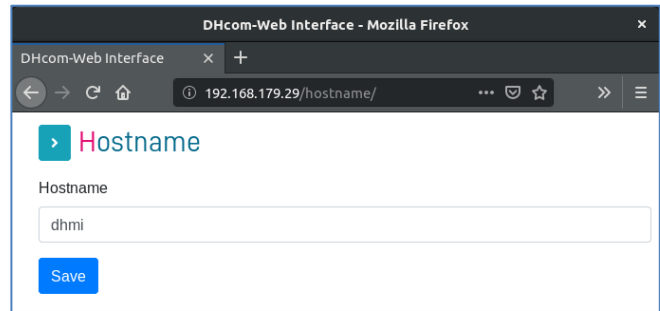 DHcom-Web Interface - Mozilla Firefox
DHcom-Web Interface
192.168.179.29/hostname/
Hostname
Hostname
dhmi
Save